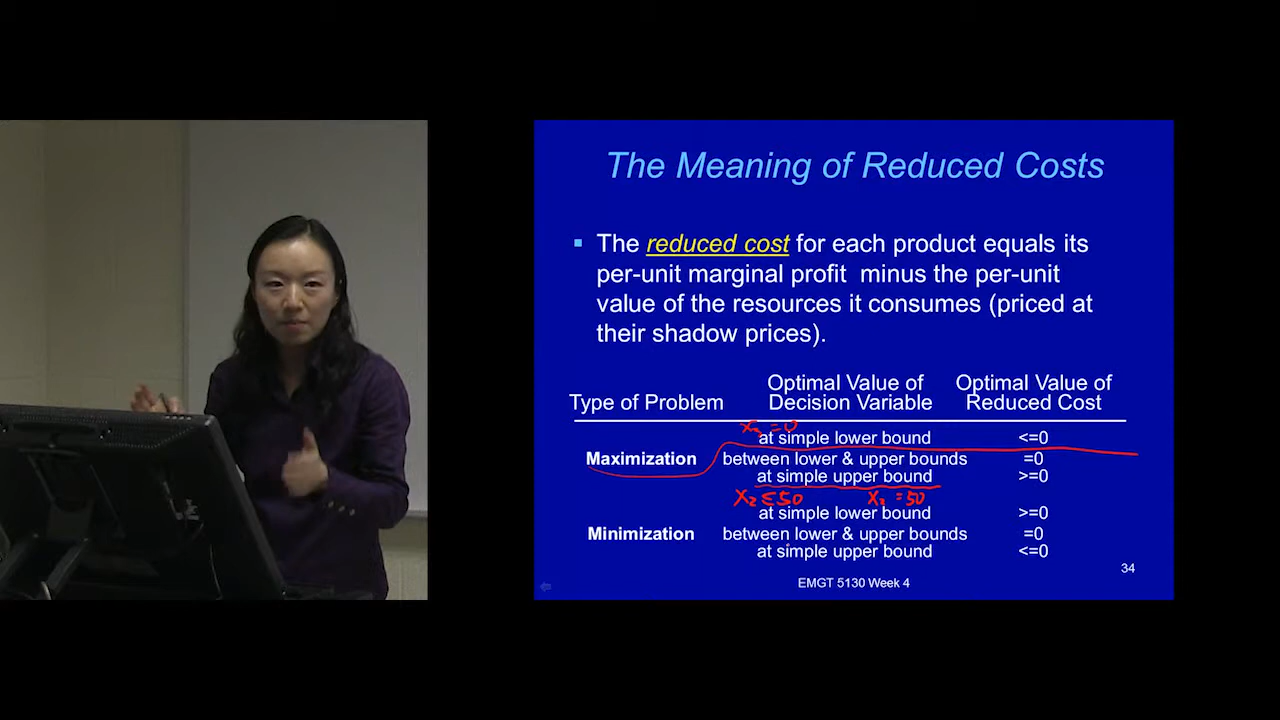 The Meaning of Reduced Costs
▪ The reduced cost for each product equals its
per-unit marginal profit minus the per-unit
value of the resources it consumes (priced at
their shadow prices).
Type of Problem
Optimal Value of
Decision Variable
Optimal Value of
Reduced Cost
Maximization
=0
at simple lower bound <=0
between lower & upper bounds =0
at simple upper bound >=0
X₂ ≤ 50 X₂ = 50
Minimization
at simple lower bound >=0
between lower & upper bounds =0
at simple upper bound <=0
34
EMGT 5130 Week 4